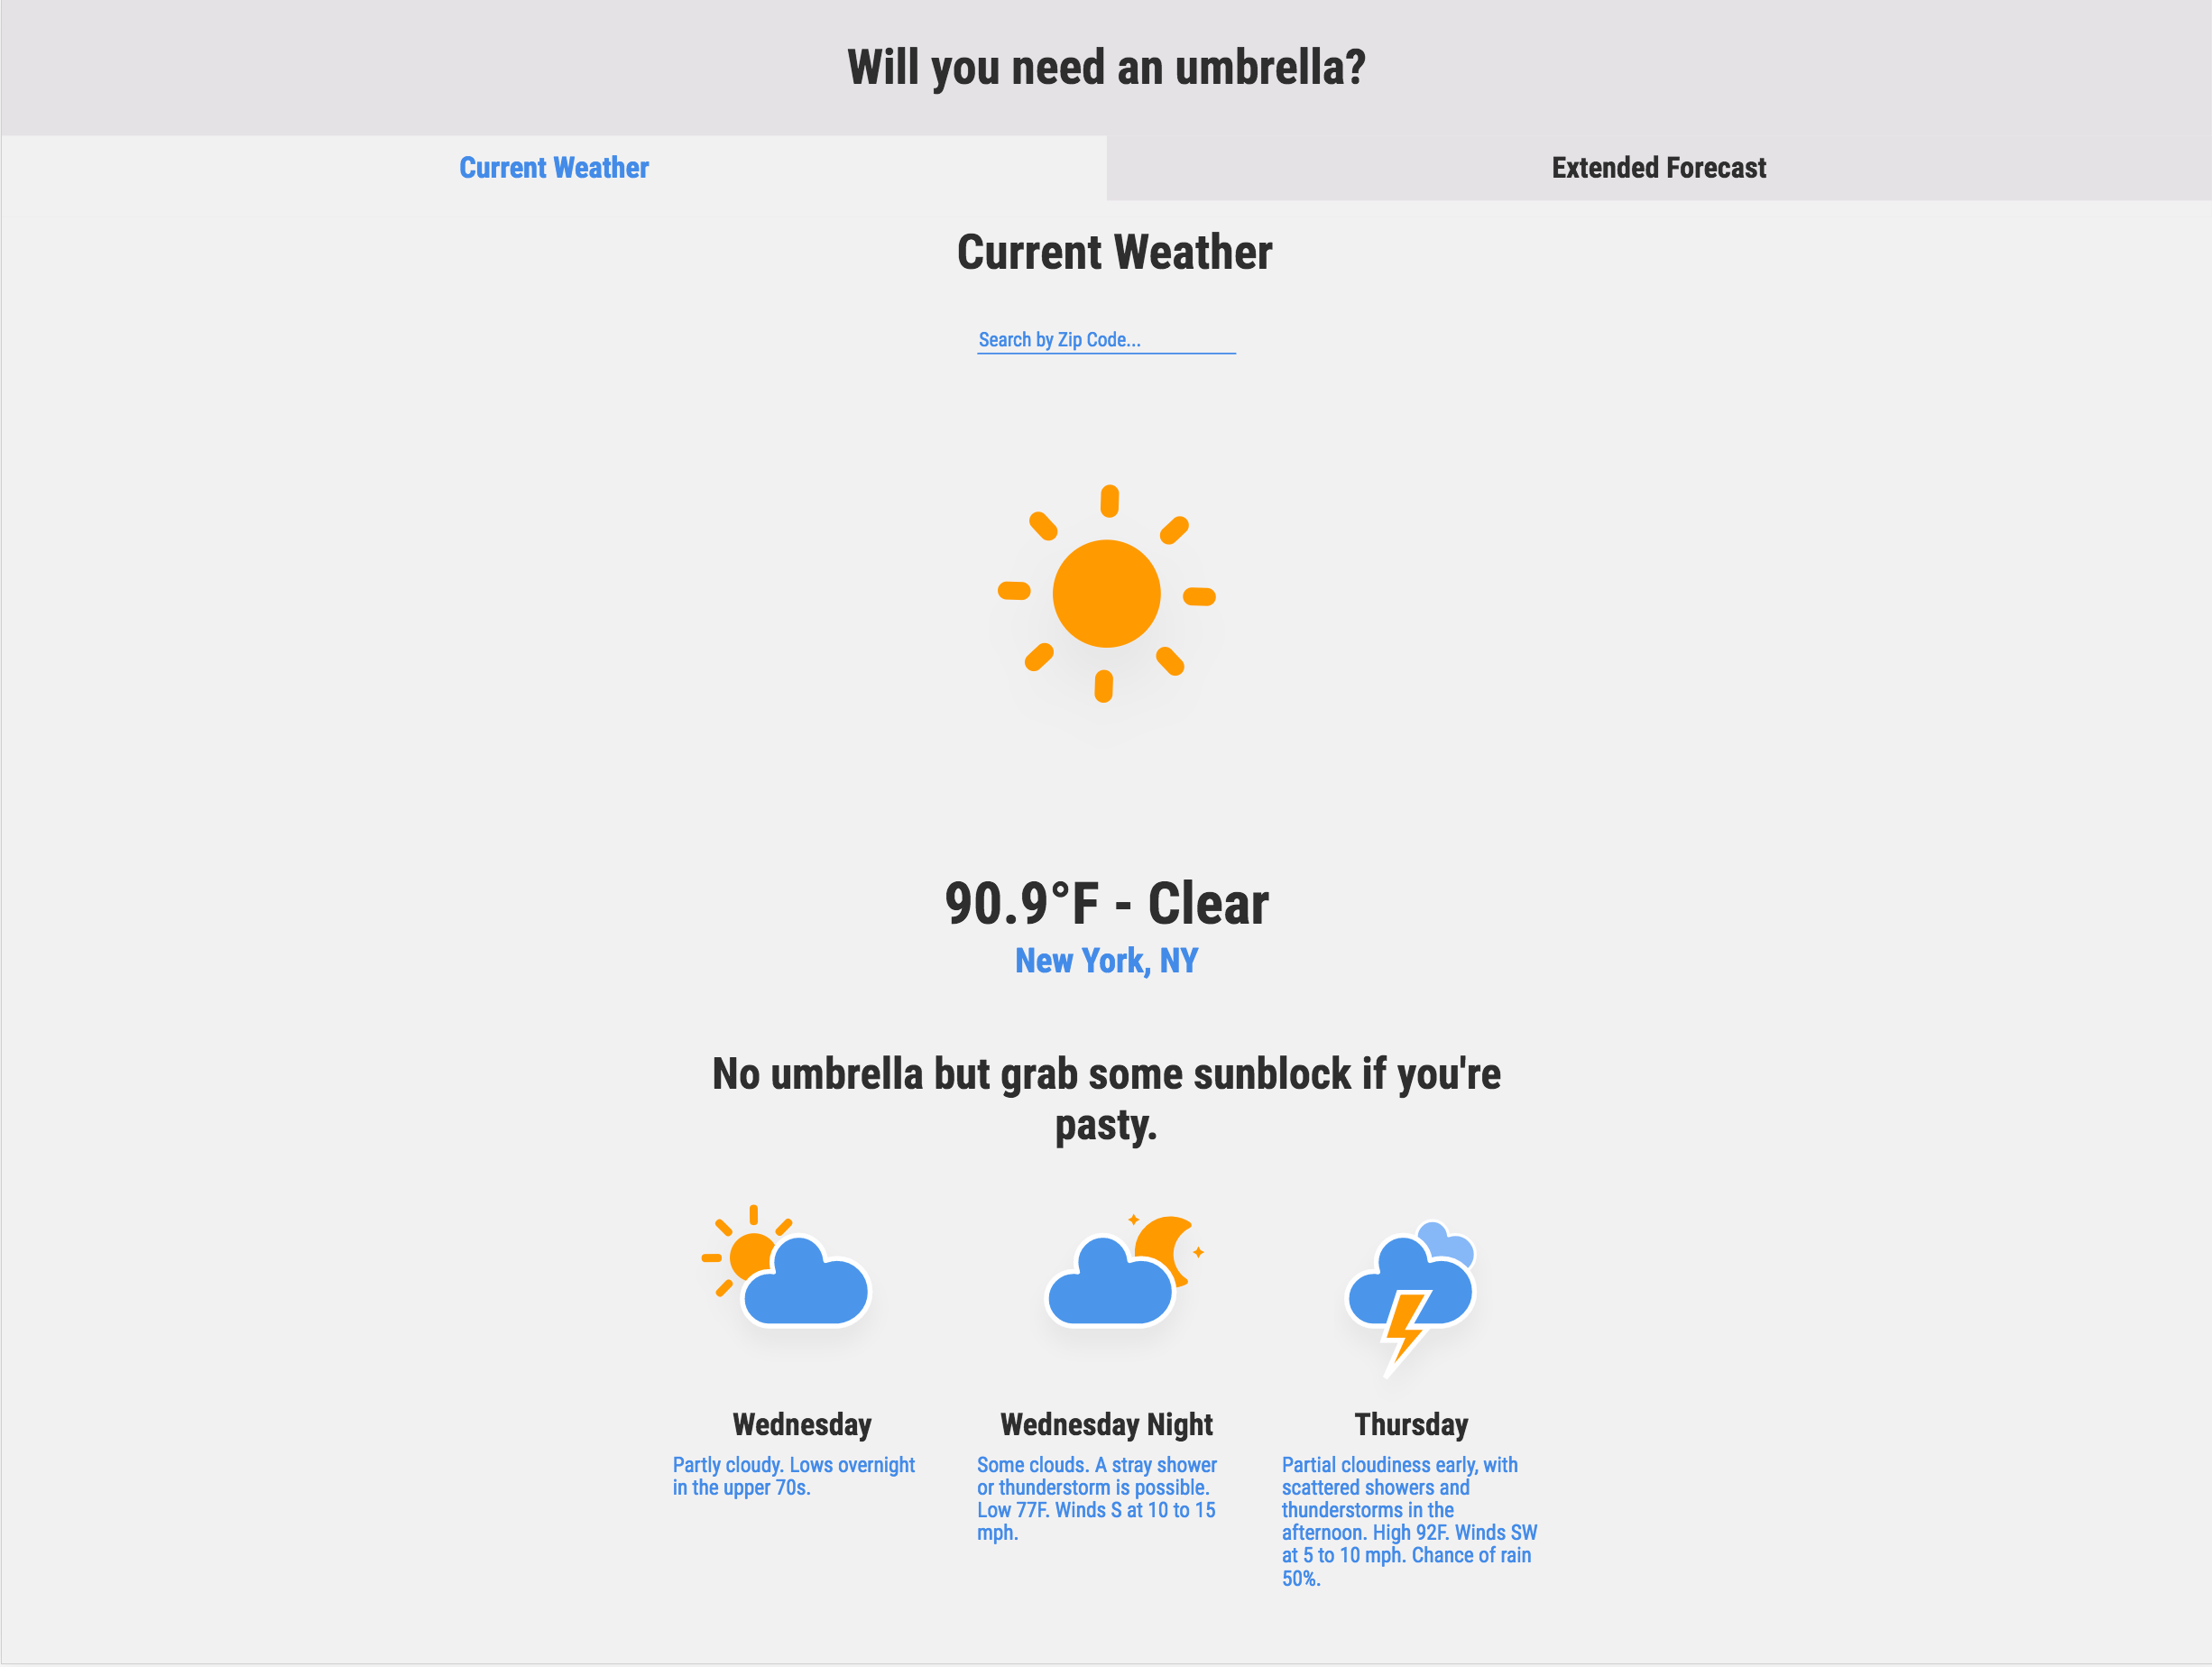 Will you need an umbrella?
Current Weather
Extended Forecast
Current Weather
Search by Zip Code...
90.9°F - Clear
New York, NY
No umbrella but grab some sunblock if you're
pasty.
Wednesday
Partly cloudy. Lows overnight
in the upper 70s.
Wednesday Night
Some clouds. A stray shower
or thunderstorm is possible.
Low 77F. Winds S at 10 to 15
mph.
Thursday
Partial cloudiness early, with
scattered showers and
thunderstorms in the
afternoon. High 92F. Winds SW
at 5 to 10 mph. Chance of rain
50%.